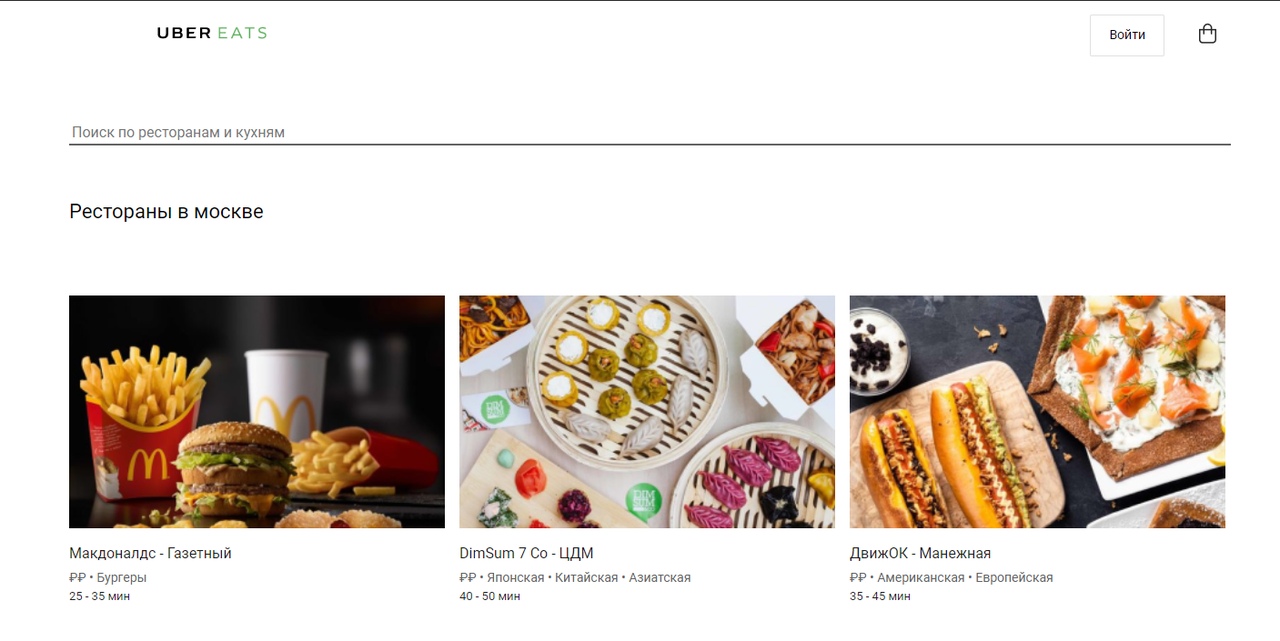 UBER EATS
Войти
Поиск по ресторанам и кухням
Рестораны в москве
Макдоналдс - Газетный
₽₽ • Бургеры
25 - 35 мин
DimSum 7 Co - ЦДМ
₽₽ • Японская • Китайская • Азиатская
40 - 50 мин
ДвижОК - Манежная
₽₽ • Американская • Европейская
35 - 45 мин